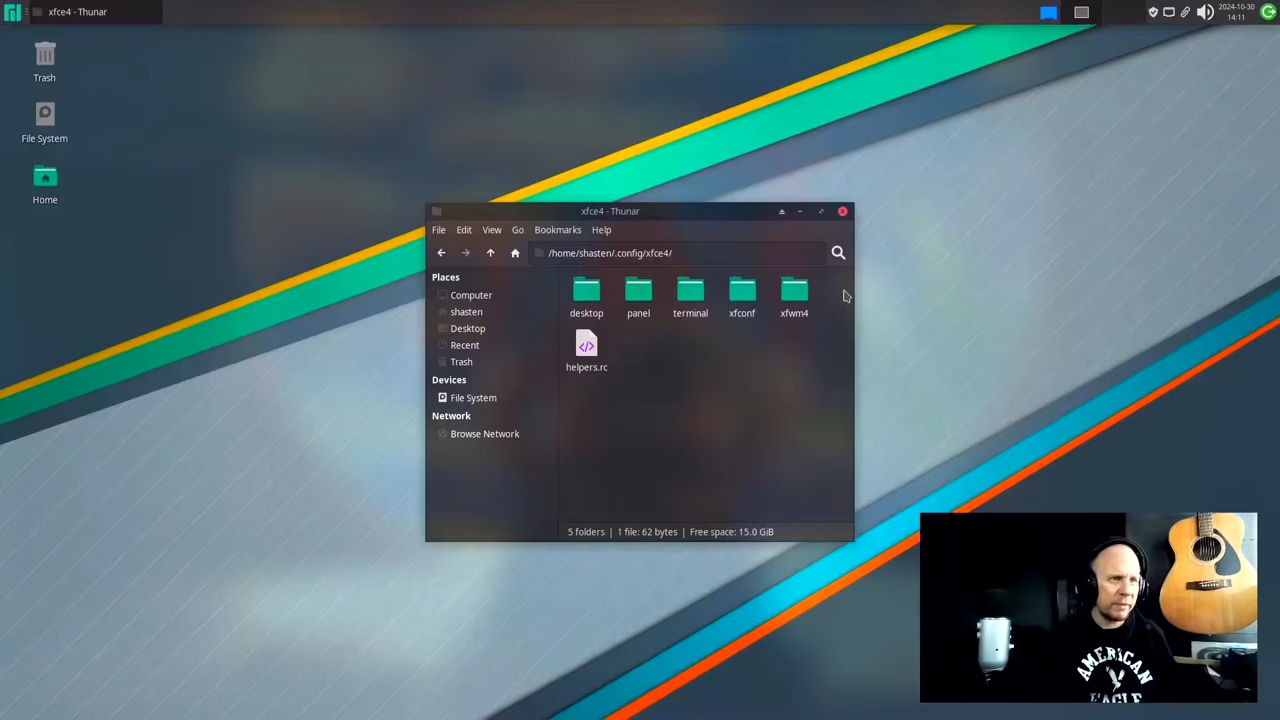 xfce4 - Thunar
2024-10-30
14:11
Trash
File System
Home
xfce4 - Thunar
File Edit View Go Bookmarks Help
/home/shasten/.config/xfce4/
Places
Computer
shasten
Desktop
Recent
Trash
Devices
File System
Network
Browse Network
desktop panel terminal xfconf xfwm4
helpers.rc
5 folders | 1 file: 62 bytes | Free space: 15.0 GiB
AMERICAN
EAGLE